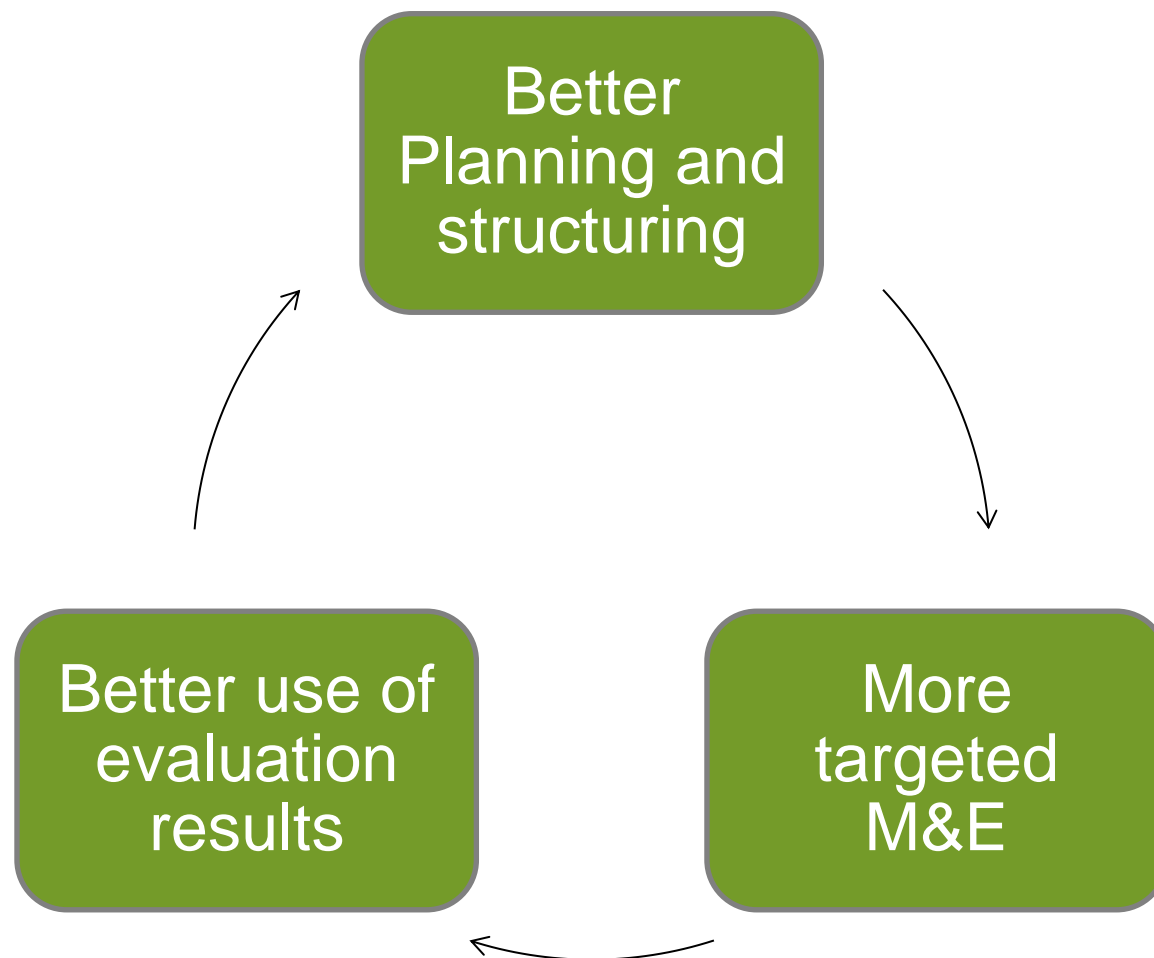 Better
Planning and
structuring
Better use of
evaluation
results
More
targeted
M&E